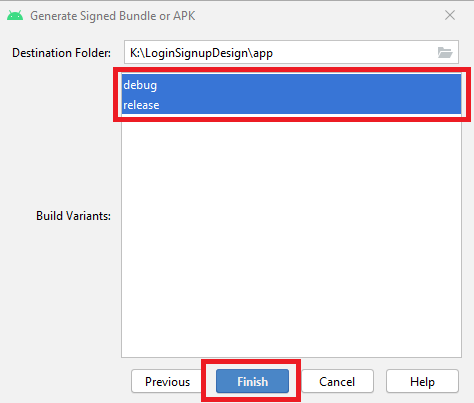 Generate Signed Bundle or APK
Destination Folder: K:\LoginSignupDesign\app
debug
release
Build Variants:
Previous Finish Cancel Help